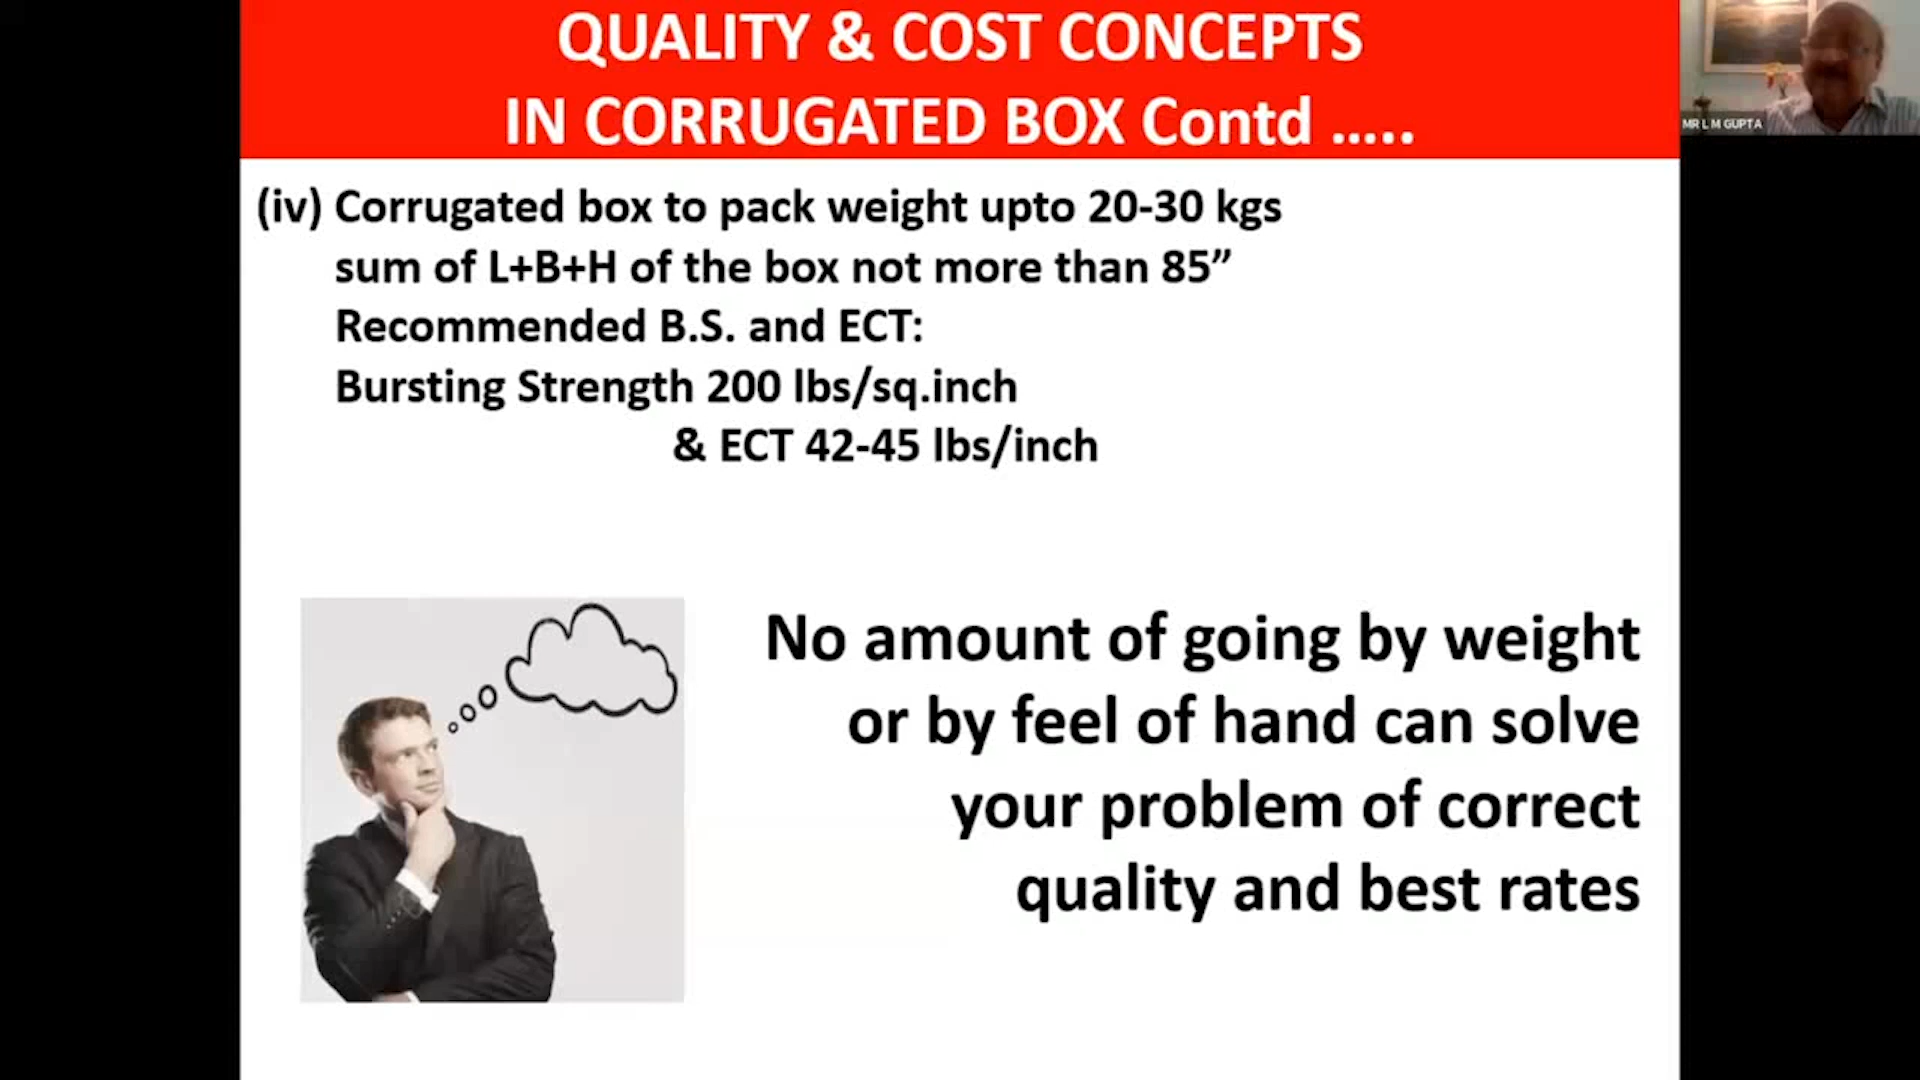 QUALITY & COST CONCEPTS
IN CORRUGATED BOX Contd .....
MR L M GUPTA
(iv) Corrugated box to pack weight upto 20-30 kgs
sum of L+B+H of the box not more than 85”
Recommended B.S. and ECT:
Bursting Strength 200 lbs/sq.inch
& ECT 42-45 lbs/inch
No amount of going by weight
or by feel of hand can solve
your problem of correct
quality and best rates